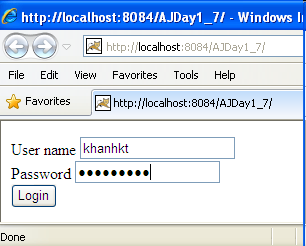 http://localhost:8084/AJDay1_7/ - Windows In
http://localhost:8084/AJDay1_7/
File Edit View Favorites Tools Help
Favorites http://localhost:8084/AJDay1_7/
User name khanhkt
Password •••••••••
Login
Done